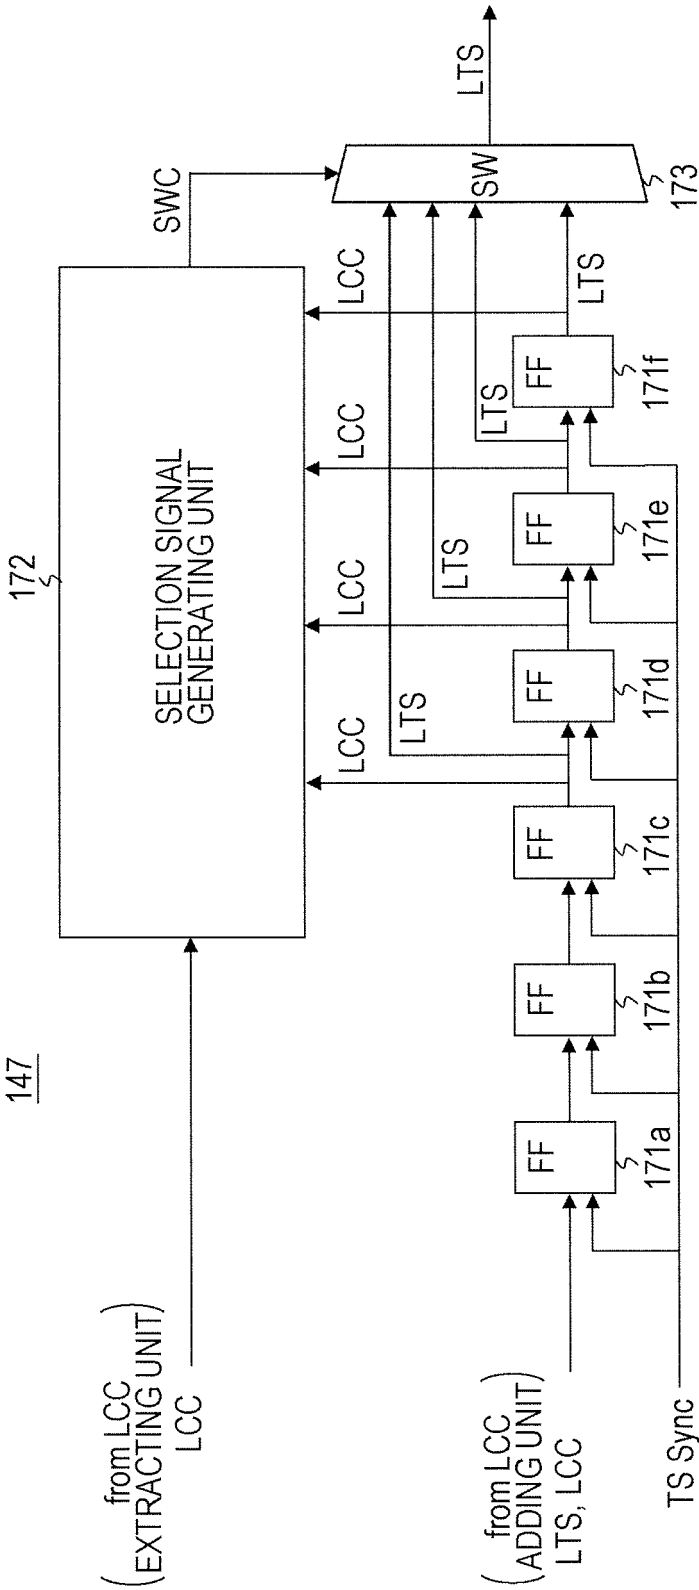 147
172
SELECTION SIGNAL
GENERATING UNIT
from LCC
EXTRACTING UNIT
LCC
SWC
LCC
LCC
LCC
LCC
LTS
LTS
LTS
LTS
SW
LTS
173
from LCC
ADDING UNIT
LTS, LCC
FF
171a
FF
171b
FF
171c
FF
171d
FF
171e
FF
171f
TS Sync